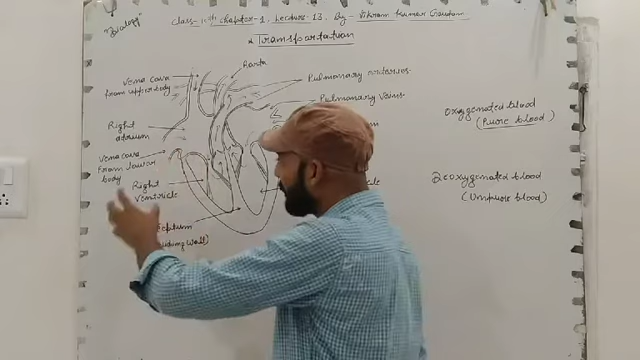 "Biology"
Class-10th Chapter-1, Lecture-13. By - Vikram Kumar Gautam
Transportation
Aorta
Vena cava
from upper body
Pulmonary arteries
Pulmonary Veins
Right
atrium
Vena cava
from lower
body
Right
Ventricle
Septum
(Dividing Wall)
Oxygenated blood
(Pure blood)
Deoxygenated blood
(Impure blood)